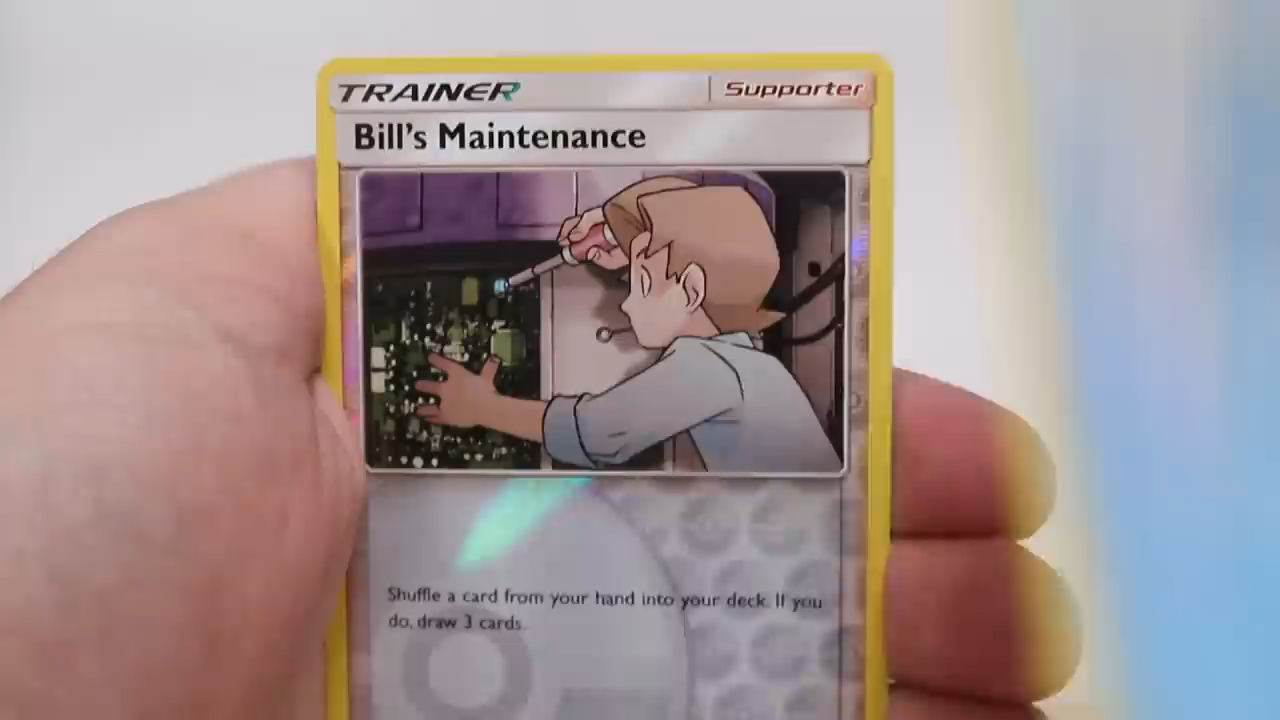 TRAINER Supporter
Bill's Maintenance
Shuffle a card from your hand into your deck. If you
do, draw 3 cards.